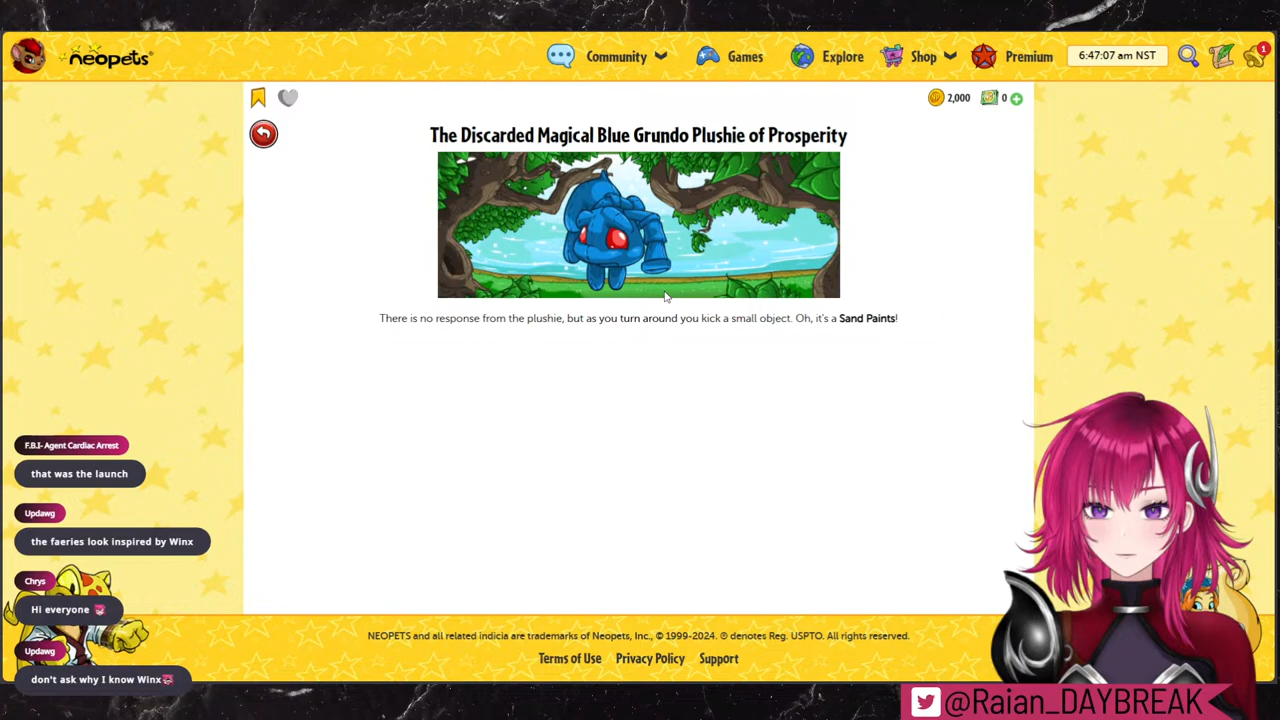 neopets
Community
Games
Explore
Shop
Premium
6:47:07 am NST
1
2,000
0
The Discarded Magical Blue Grundo Plushie of Prosperity
There is no response from the plushie, but as you turn around you kick a small object. Oh, it's a Sand Paints!
F.B.I- Agent Cardiac Arrest
that was the launch
Updawg
the faeries look inspired by Winx
Chrys
Hi everyone
Updawg
don't ask why I know Winx
NEOPETS and all related indicia are trademarks of Neopets, Inc., © 1999-2024. ® denotes Reg. USPTO. All rights reserved.
Terms of Use
Privacy Policy
Support
@Raian_DAYBREAK